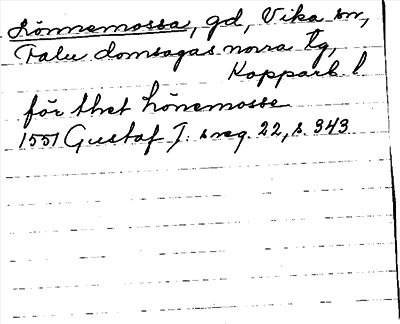 Lönnemossa, gd, Vika sn,
Falu domsagas norra tg,
Kopparb. l.
för thet Lönemosse
1551 Gustaf I:s reg. 22, s. 343